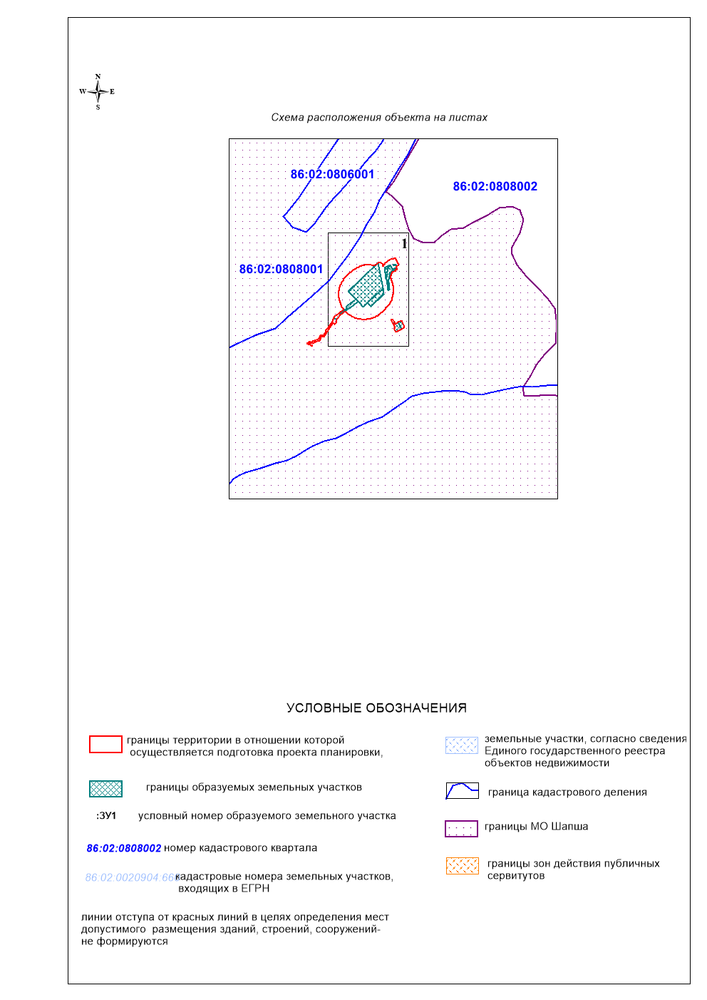 N
W E
S
Схема расположения объекта на листах
86:02:0806001
86:02:0808002
1
86:02:0808001
УСЛОВНЫЕ ОБОЗНАЧЕНИЯ
границы территории в отношении которой
осуществляется подготовка проекта планировки,
границы образуемых земельных участков
:ЗУ1 условный номер образуемого земельного участка
86:02:0808002 номер кадастрового квартала
86:02:0020904:66 кадастровые номера земельных участков,
входящих в ЕГРН
линии отступа от красных линий в целях определения мест
допустимого размещения зданий, строений, сооружений-
не формируются
земельные участки, согласно сведения
Единого государственного реестра
объектов недвижимости
граница кадастрового деления
границы МО Шапша
границы зон действия публичных
сервитутов